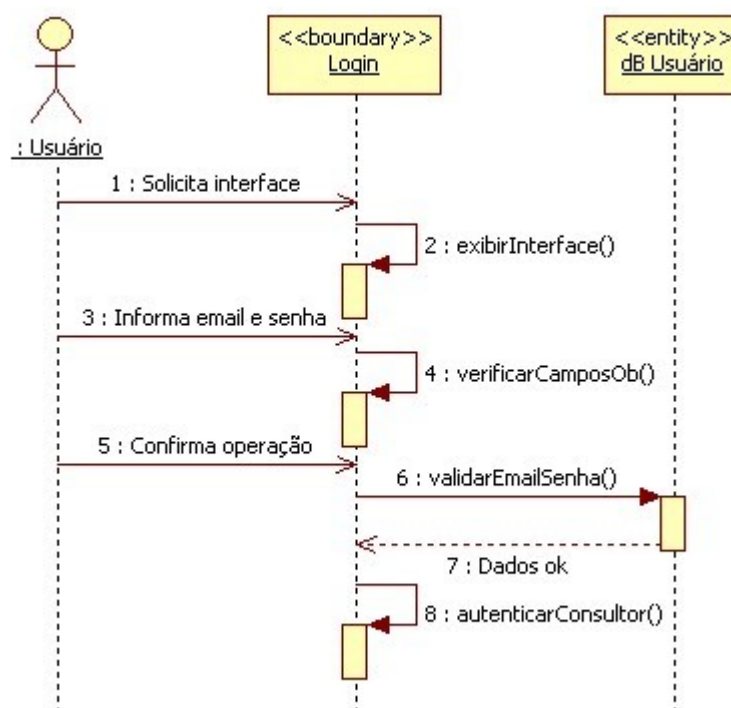 <<boundary>>
Login
<<entity>>
dB Usuário
: Usuário
1 : Solicita interface
2 : exibirInterface()
3 : Informa email e senha
4 : verificarCamposOb()
5 : Confirma operação
6 : validarEmailSenha()
7 : Dados ok
8 : autenticarConsultor()